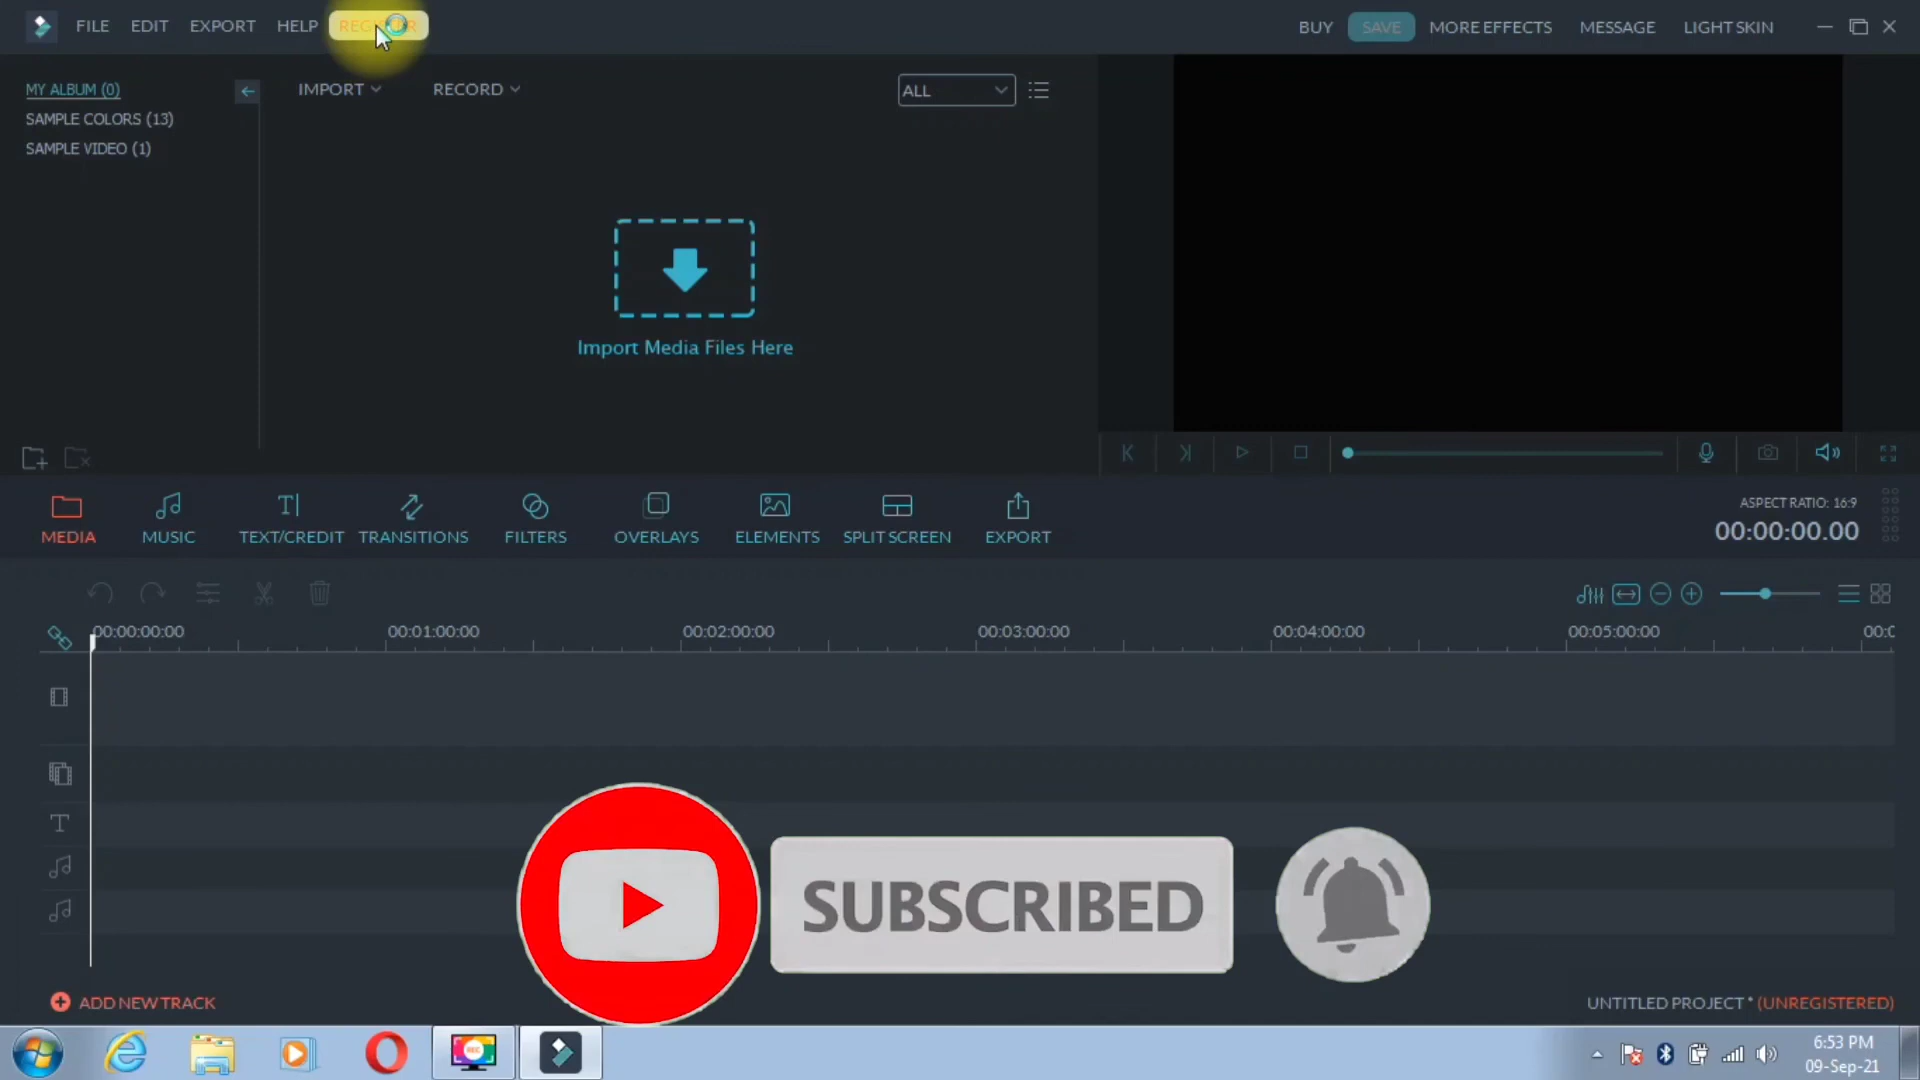 FILE EDIT EXPORT HELP REGISTER BUY SAVE MORE EFFECTS MESSAGE LIGHT SKIN
MY ALBUM (0) IMPORT RECORD ALL
SAMPLE COLORS (13)
SAMPLE VIDEO (1)
Import Media Files Here
MEDIA MUSIC TEXT/CREDIT TRANSITIONS FILTERS OVERLAYS ELEMENTS SPLIT SCREEN EXPORT
ASPECT RATIO: 16:9
00:00:00.00
00:00:00:00 00:01:00:00 00:02:00:00 00:03:00:00 00:04:00:00 00:05:00:00
SUBSCRIBED
ADD NEW TRACK
UNTITLED PROJECT * (UNREGISTERED)
REC
6:53 PM
09-Sep-21